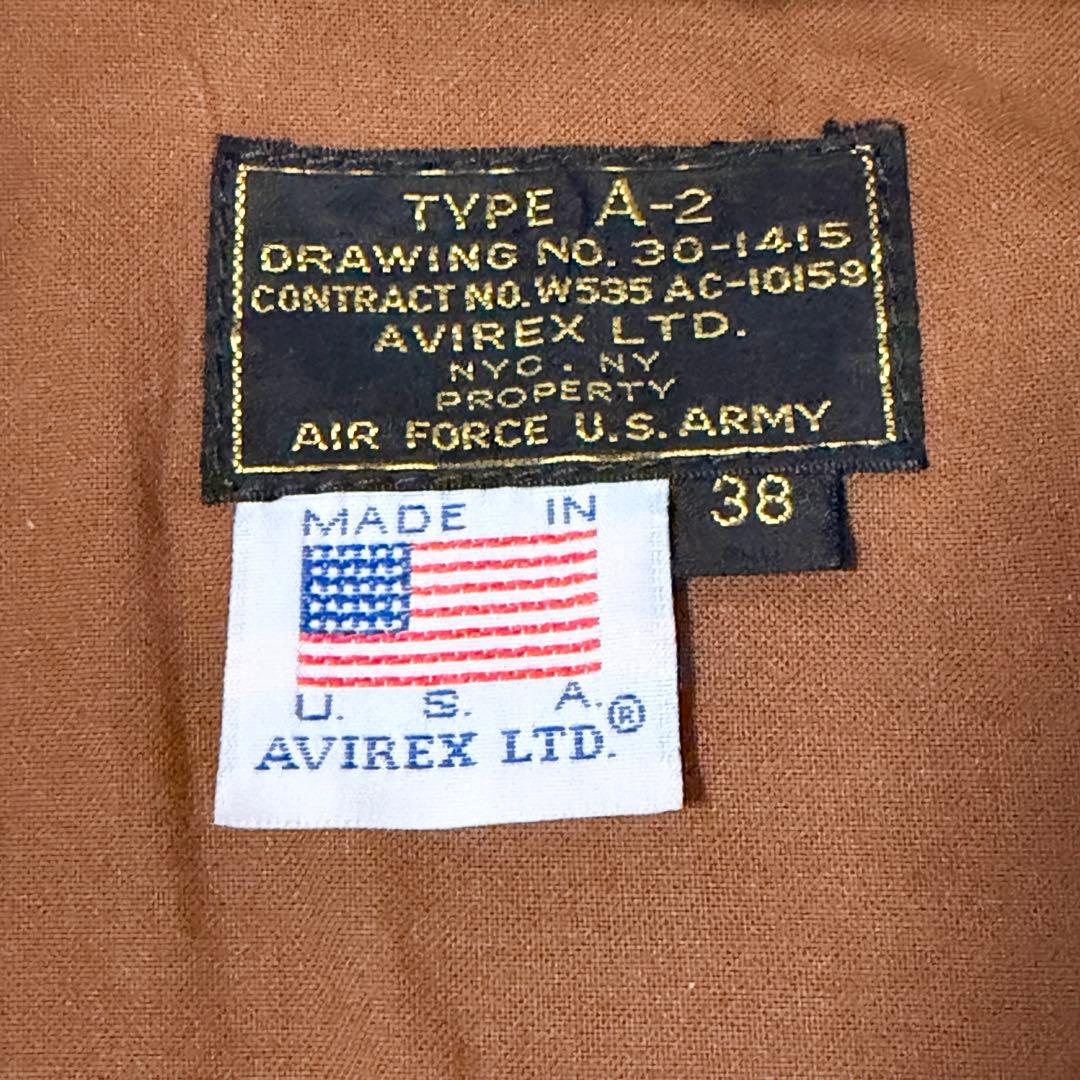 TYPE A-2
DRAWING NO. 30-1415
CONTRACT NO. W535 AC-10159
AVIREX LTD.
NYC. NY
PROPERTY
AIR FORCE U.S. ARMY
38
MADE IN
U. S. A.
AVIREX LTD.®